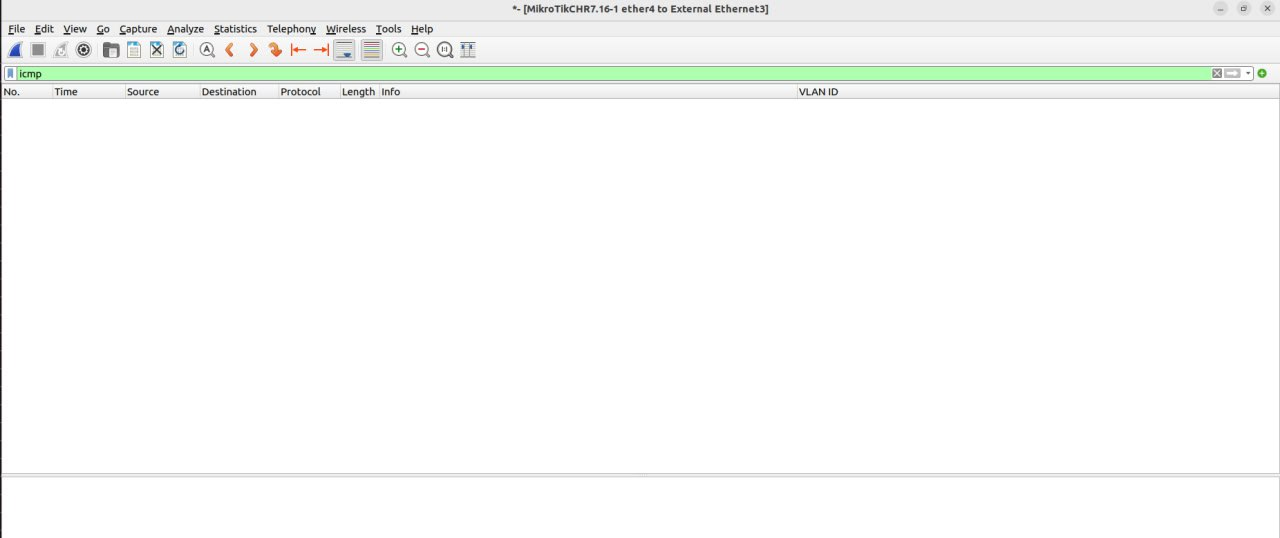 *- [MikroTikCHR7.16-1 ether4 to External Ethernet3]
File Edit View Go Capture Analyze Statistics Telephony Wireless Tools Help
icmp
No. Time Source Destination Protocol Length Info VLAN ID